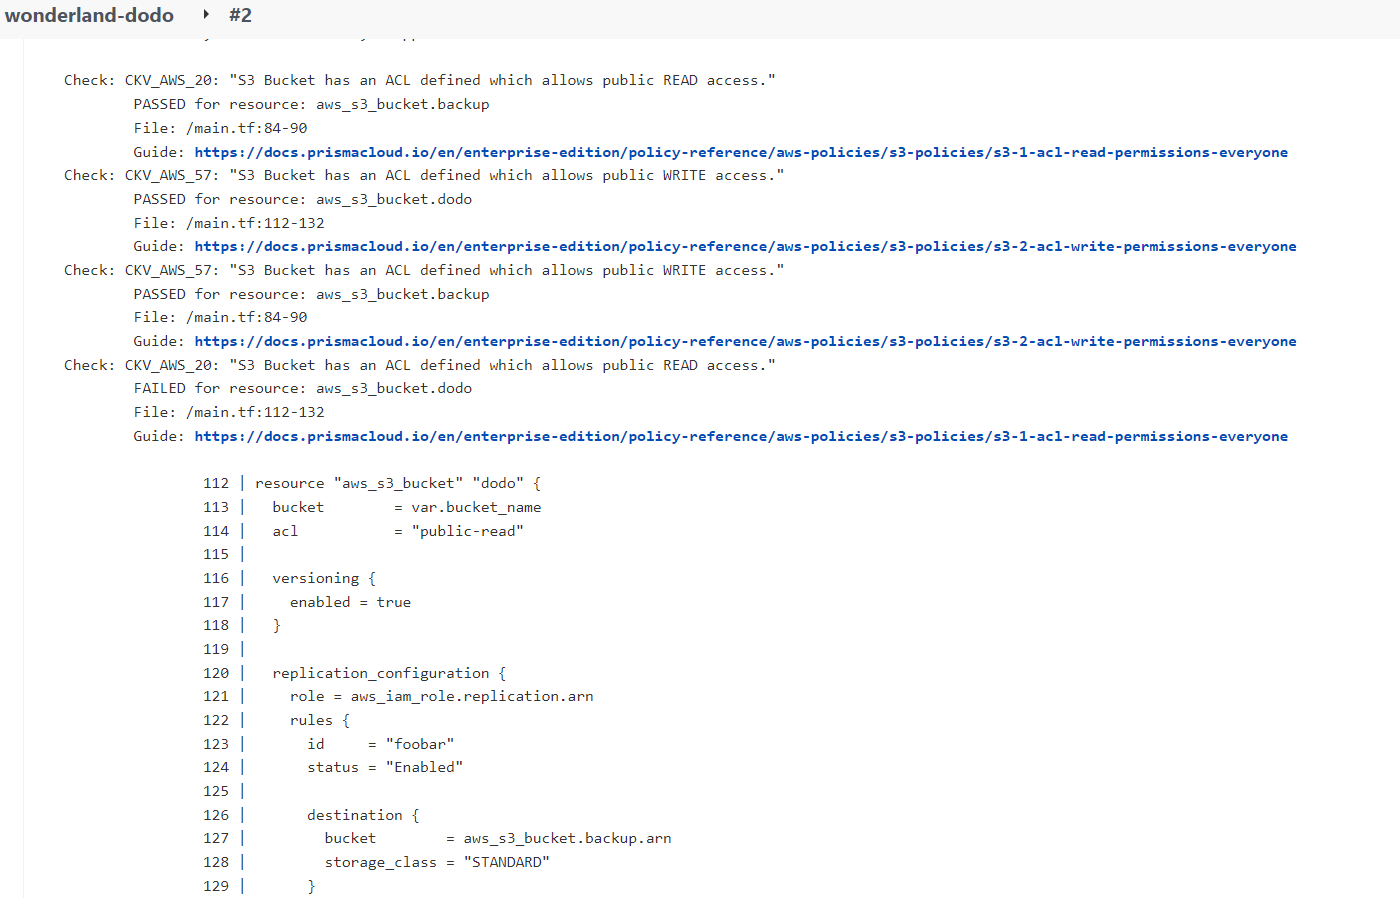 wonderland-dodo ▸ #2
Check: CKV_AWS_20: "S3 Bucket has an ACL defined which allows public READ access."
PASSED for resource: aws_s3_bucket.backup
File: /main.tf:84-90
Guide: https://docs.prismacloud.io/en/enterprise-edition/policy-reference/aws-policies/s3-policies/s3-1-acl-read-permissions-everyone
Check: CKV_AWS_57: "S3 Bucket has an ACL defined which allows public WRITE access."
PASSED for resource: aws_s3_bucket.dodo
File: /main.tf:112-132
Guide: https://docs.prismacloud.io/en/enterprise-edition/policy-reference/aws-policies/s3-policies/s3-2-acl-write-permissions-everyone
Check: CKV_AWS_57: "S3 Bucket has an ACL defined which allows public WRITE access."
PASSED for resource: aws_s3_bucket.backup
File: /main.tf:84-90
Guide: https://docs.prismacloud.io/en/enterprise-edition/policy-reference/aws-policies/s3-policies/s3-2-acl-write-permissions-everyone
Check: CKV_AWS_20: "S3 Bucket has an ACL defined which allows public READ access."
FAILED for resource: aws_s3_bucket.dodo
File: /main.tf:112-132
Guide: https://docs.prismacloud.io/en/enterprise-edition/policy-reference/aws-policies/s3-policies/s3-1-acl-read-permissions-everyone
112 | resource "aws_s3_bucket" "dodo" {
113 |   bucket        = var.bucket_name
114 |   acl           = "public-read"
115 |
116 |   versioning {
117 |     enabled = true
118 |   }
119 |
120 |   replication_configuration {
121 |     role = aws_iam_role.replication.arn
122 |     rules {
123 |       id     = "foobar"
124 |       status = "Enabled"
125 |
126 |       destination {
127 |         bucket        = aws_s3_bucket.backup.arn
128 |         storage_class = "STANDARD"
129 |       }